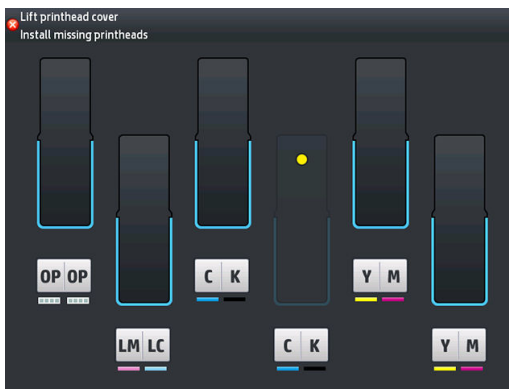 Lift printhead cover
Install missing printheads
OP OP
C K
Y M
LM LC
C K
Y M